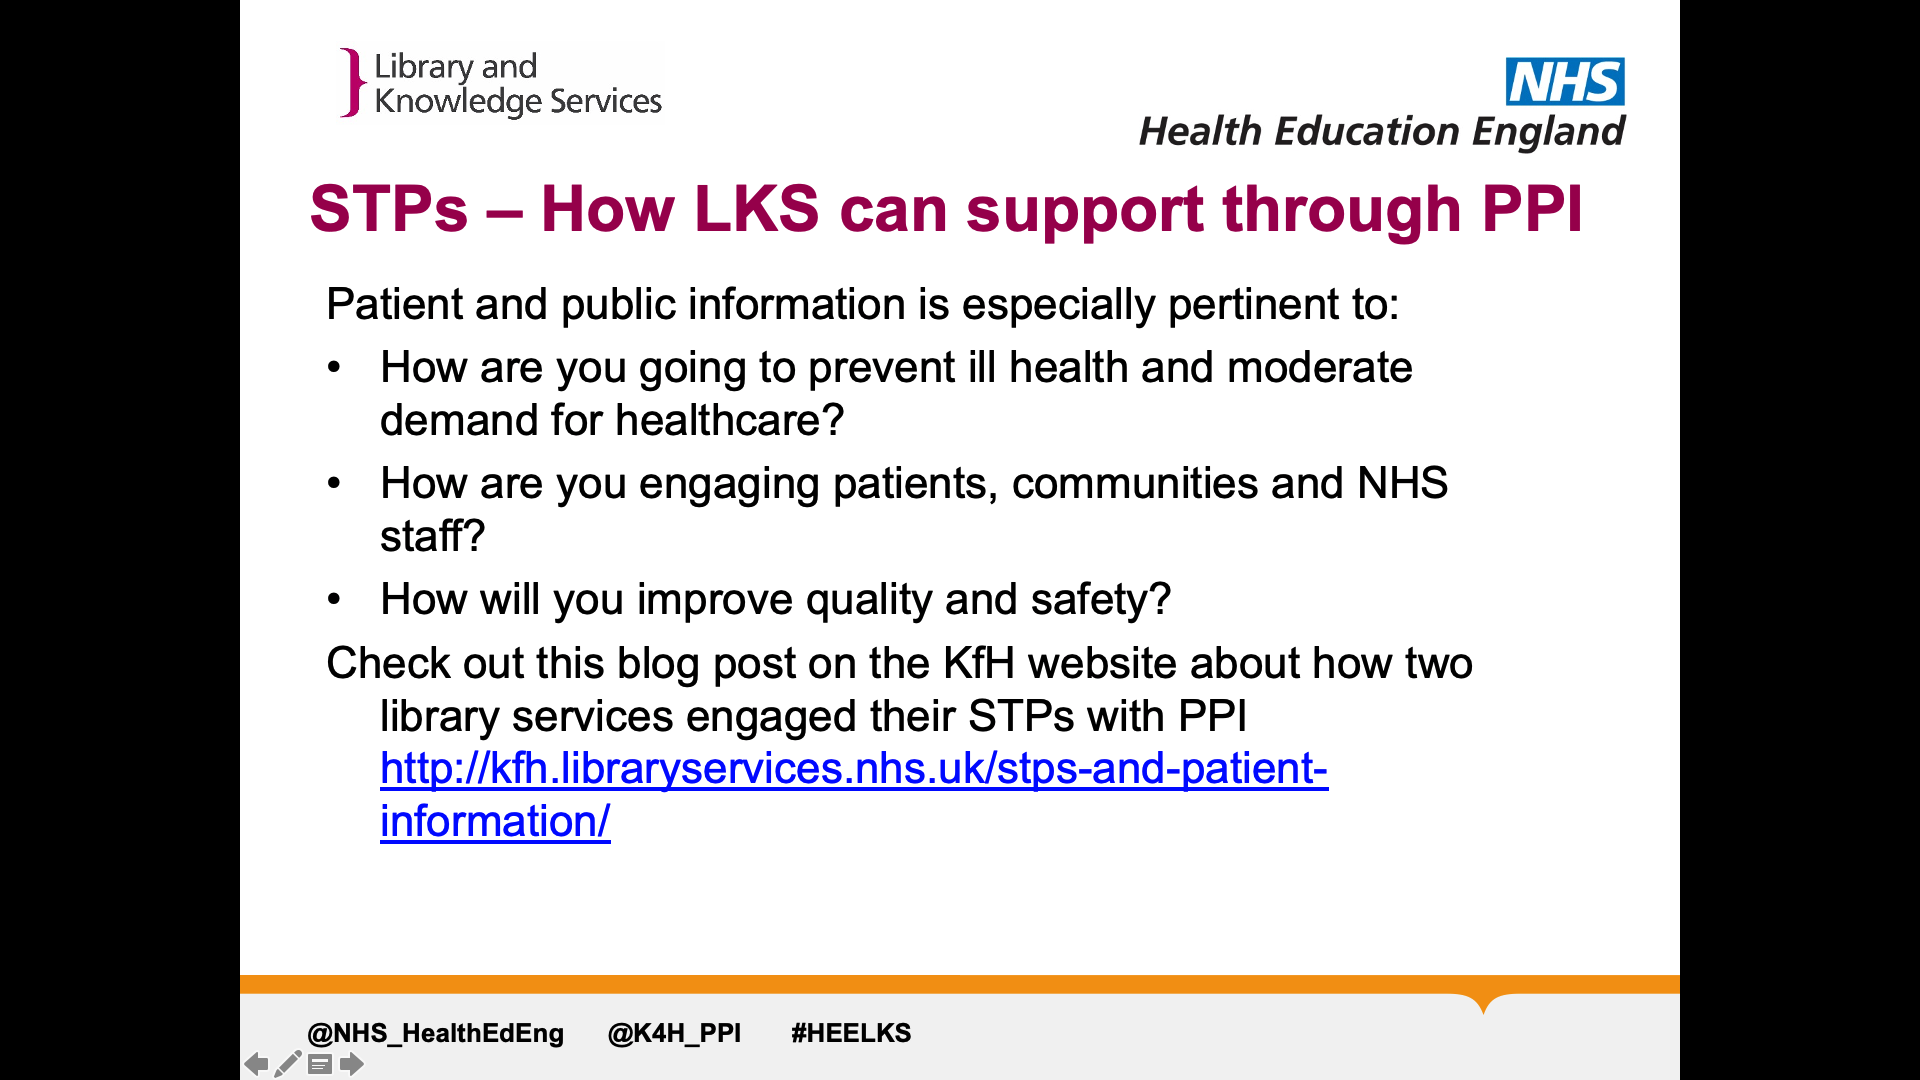 Library and
Knowledge Services
NHS
Health Education England
STPs – How LKS can support through PPI
Patient and public information is especially pertinent to:
• How are you going to prevent ill health and moderate
demand for healthcare?
• How are you engaging patients, communities and NHS
staff?
• How will you improve quality and safety?
Check out this blog post on the KfH website about how two
library services engaged their STPs with PPI
http://kfh.libraryservices.nhs.uk/stps-and-patient-
information/
@NHS_HealthEdEng @K4H_PPI #HEELKS